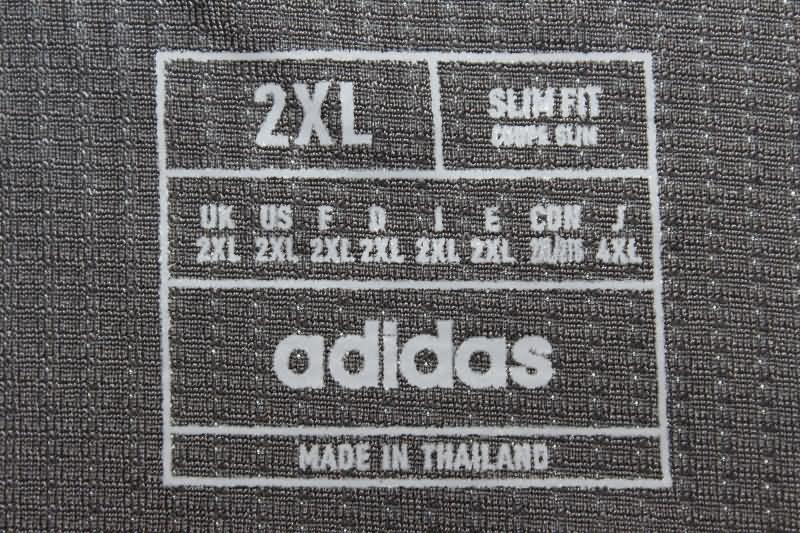 2XL
SLIM FIT
COUPE SLIM
UK US F D I E CDN J
2XL 2XL 2XL 2XL 2XL 2XL 4XL
adidas
MADE IN THAILAND